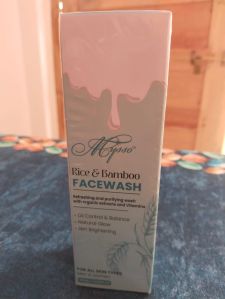 Mysso
Rice & Bamboo
FACEWASH
Refreshing and purifying wash
with organic extracts and Vitamins
• Oil Control & Balance
• Natural Glow
• Skin Brightening
FOR ALL SKIN TYPES